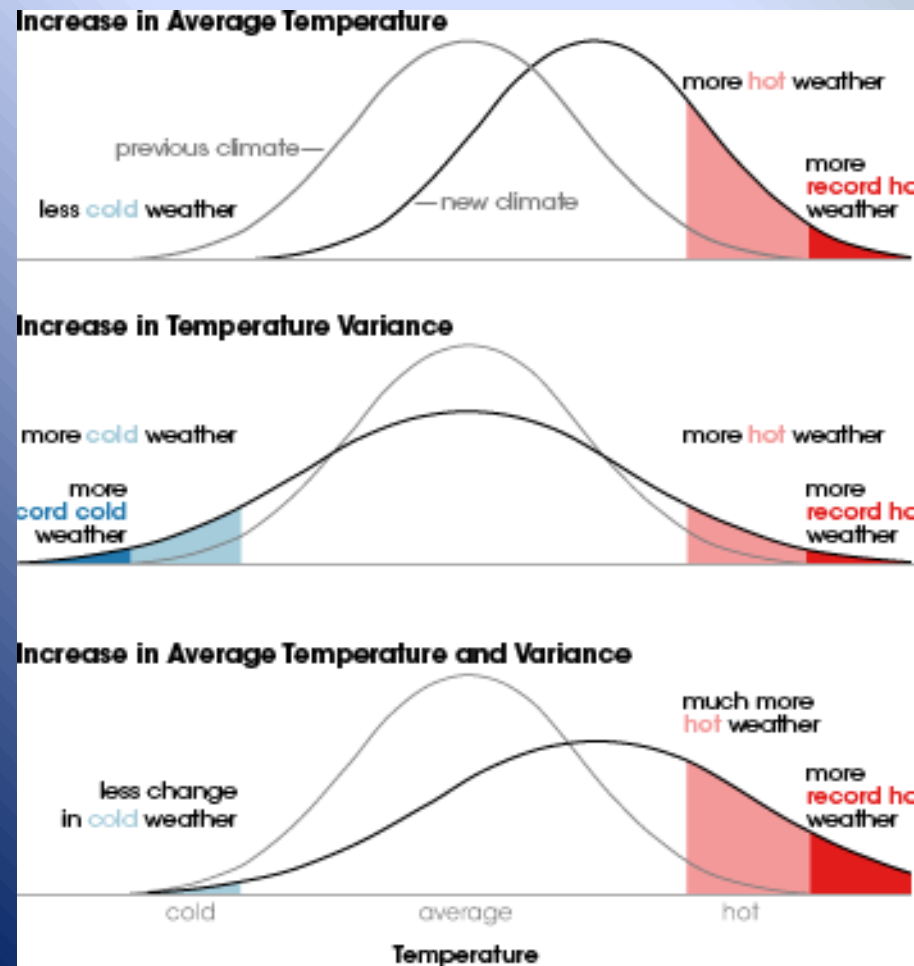 Increase in Average Temperature
more hot weather
previous climate
more
record ho
weather
less cold weather
new climate
Increase in Temperature Variance
more cold weather
more hot weather
more
cord cold
weather
more
record ho
weather
Increase in Average Temperature and Variance
much more
hot weather
less change
in cold weather
more
record ho
weather
cold
average
hot
Temperature